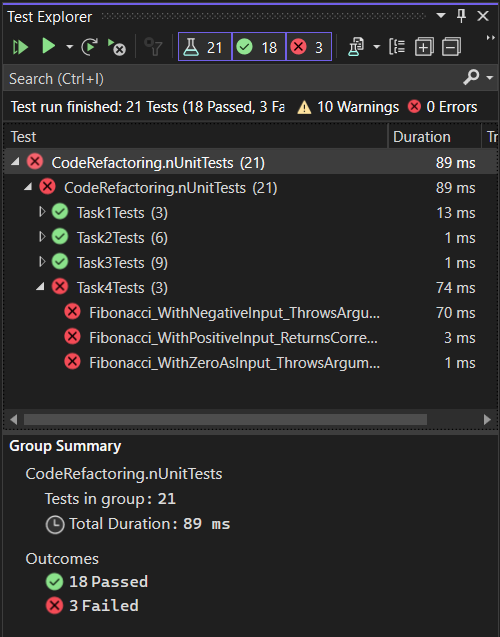 Test Explorer
21 18 3
Search (Ctrl+I)
Test run finished: 21 Tests (18 Passed, 3 Fa 10 Warnings 0 Errors
Test Duration Tr
CodeRefactoring.nUnitTests (21) 89 ms
CodeRefactoring.nUnitTests (21) 89 ms
Task1Tests (3) 13 ms
Task2Tests (6) 1 ms
Task3Tests (9) 1 ms
Task4Tests (3) 74 ms
Fibonacci_WithNegativeInput_ThrowsArgu... 70 ms
Fibonacci_WithPositiveInput_ReturnsCorre... 3 ms
Fibonacci_WithZeroAsInput_ThrowsArgum... 1 ms
Group Summary
CodeRefactoring.nUnitTests
Tests in group: 21
Total Duration: 89 ms
Outcomes
18 Passed
3 Failed